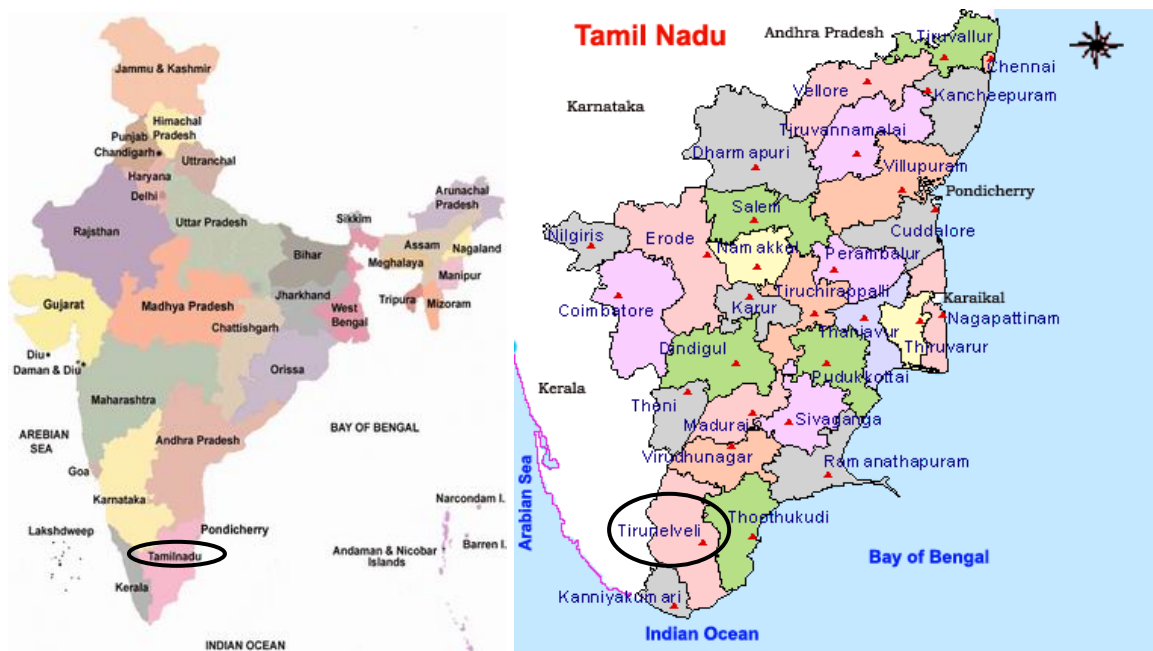 Jammu & Kashmir
Himachal
Pradesh
Punjab
Chandigarh
Uttranchal
Haryana
Delhi
Arunachal
Pradesh
Rajsthan
Uttar Pradesh
Sikkim
Assam
Nagaland
Meghalaya
Bihar
Manipur
Gujarat
Madhya Pradesh
Jharkhand
West
Bengal
Tripura
Mizoram
Chattishgarh
Diu
Daman & Diu
Orissa
Maharashtra
AREBIAN
SEA
BAY OF BENGAL
Andhra Pradesh
Goa
Karnataka
Narcondam I.
Lakshdweep
Pondicherry
Tamilnadu
Andaman & Nicobar
Islands
Barren I.
Kerala
INDIAN OCEAN
Tamil Nadu
Andhra Pradesh
Tiruvallur
Chennai
Vellore
Kancheepuram
Karnataka
Tiruvannamalai
Dharmapuri
Villupuram
Pondicherry
Salem
Cuddalore
Nilgiris
Erode
Namakkal
Perambalur
Tiruchirappalli
Karaikal
Coimbatore
Karur
Thanjavur
Nagapattinam
Thiruvarur
Dindigul
Pudukkottai
Kerala
Theni
Madurai
Sivaganga
Virudhunagar
Ramanathapuram
Arabian Sea
Tirunelveli
Thoothukudi
Bay of Bengal
Kanniyakumari
Indian Ocean